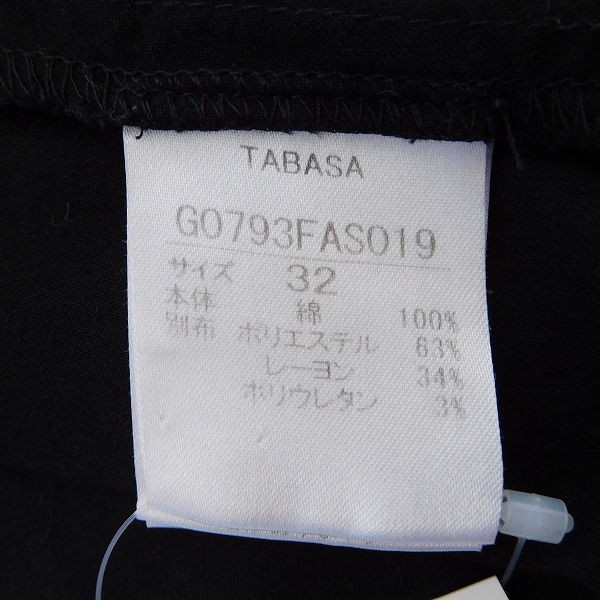 TABASA
G0793FAS019
サイズ 32
本体 綿 100%
別布 ポリエステル 63%
レーヨン 34%
ポリウレタン 3%